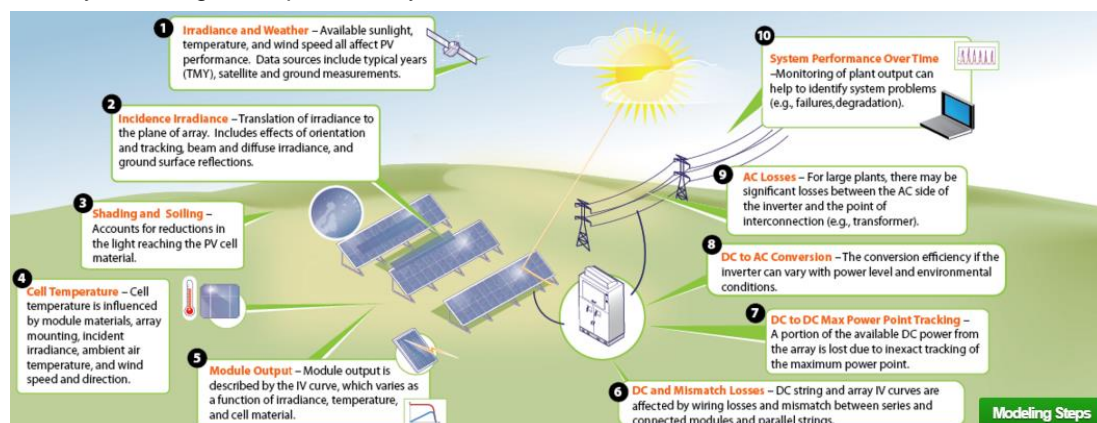 1
Irradiance and Weather – Available sunlight,
temperature, and wind speed all affect PV
performance. Data sources include typical years
(TMY), satellite and ground measurements.
2
Incidence Irradiance – Translation of irradiance to
the plane of array. Includes effects of orientation
and tracking, beam and diffuse irradiance, and
ground surface reflections.
3
Shading and Soiling –
Accounts for reductions in
the light reaching the PV cell
material.
4
Cell Temperature – Cell
temperature is influenced
by module materials, array
mounting, incident
irradiance, ambient air
temperature, and wind
speed and direction.
5
Module Output – Module output is
described by the IV curve, which varies as
a function of irradiance, temperature,
and cell material.
6
DC and Mismatch Losses – DC string and array IV curves are
affected by wiring losses and mismatch between series and
connected modules and parallel strings.
7
DC to DC Max Power Point Tracking –
A portion of the available DC power from
the array is lost due to inexact tracking of
the maximum power point.
8
DC to AC Conversion – The conversion efficiency if the
inverter can vary with power level and environmental
conditions.
9
AC Losses – For large plants, there may be
significant losses between the AC side of
the inverter and the point of
interconnection (e.g., transformer).
10
System Performance Over Time
–Monitoring of plant output can
help to identify system problems
(e.g., failures,degradation).
Modeling Steps